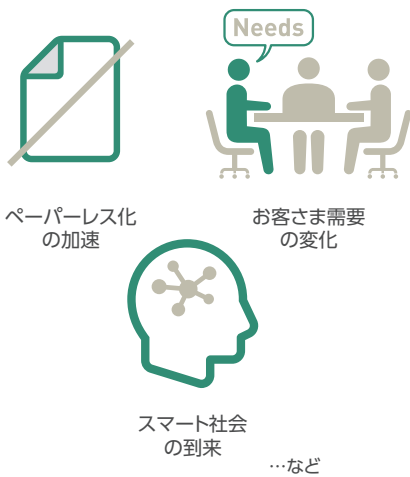 Needs
ペーパーレス化
の加速
お客さま需要
の変化
スマート社会
の到来
…など